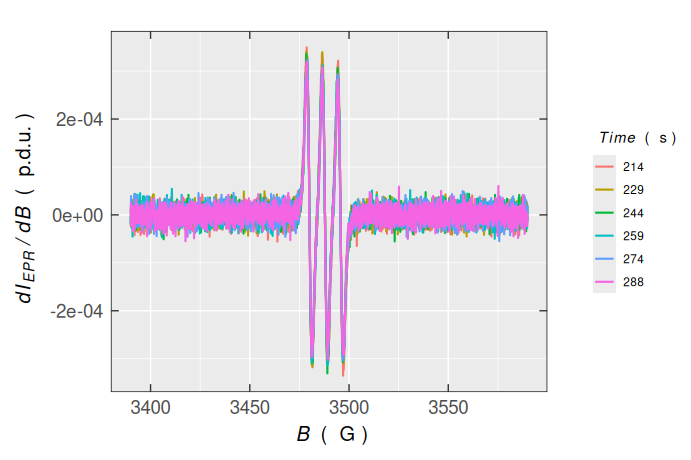 dI_EPR / dB ( p.d.u. )
2e-04
0e+00
-2e-04
3400 3450 3500 3550
B ( G )
Time ( s )
214
229
244
259
274
288